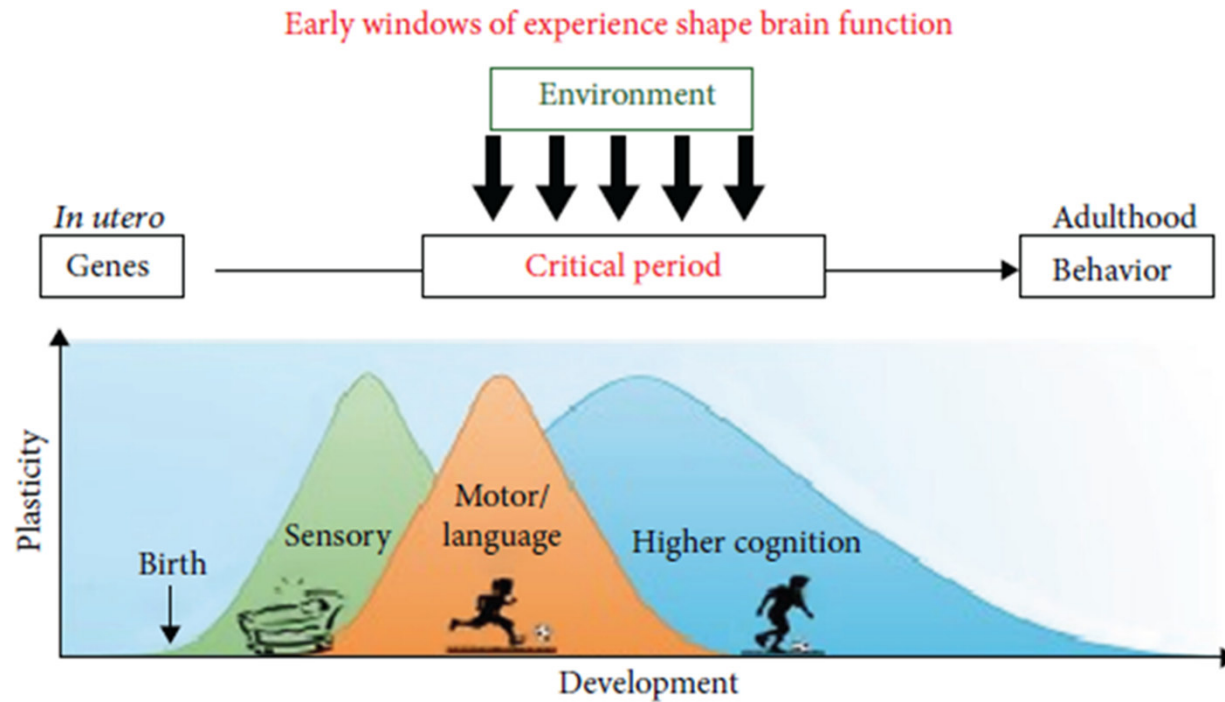 Early windows of experience shape brain function
Environment
In utero
Genes
Critical period
Adulthood
Behavior
Plasticity
Birth
Sensory
Motor/
language
Higher cognition
Development